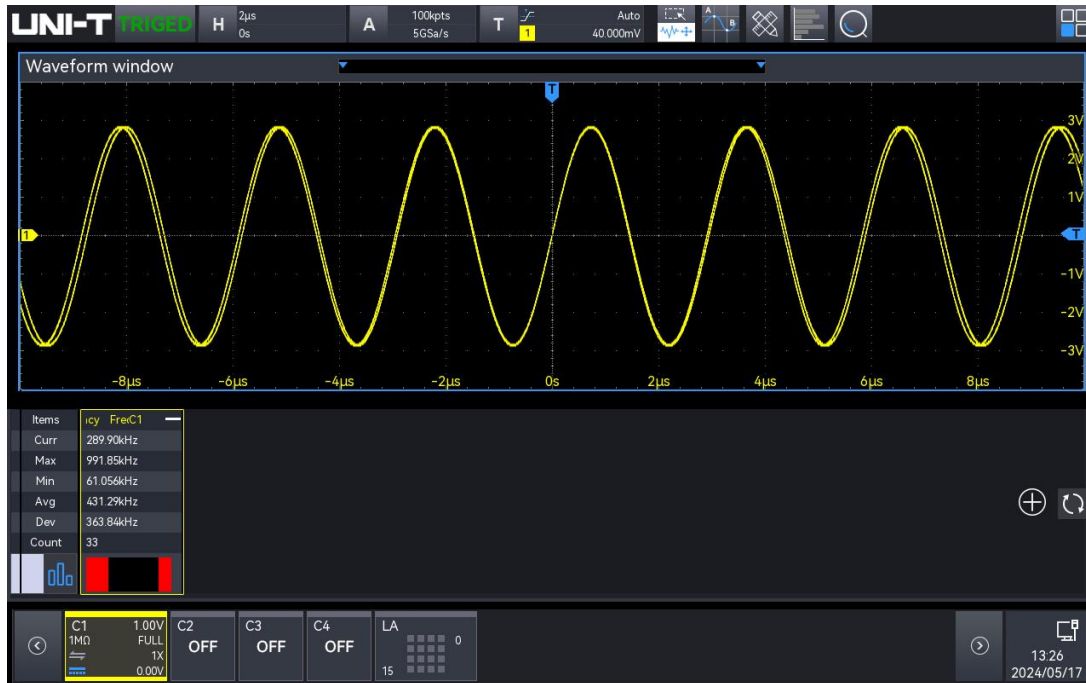 UNI-T TRIGED H 2µs 0s A 100kpts 5GSa/s T 1 Auto 40.000mV A B
Waveform window
T
3V
2V
1V
1 T
-1V
-2V
-3V
-8µs -6µs -4µs -2µs 0s 2µs 4µs 6µs 8µs
Items ıcy FreC1
Curr 289.90kHz
Max 991.85kHz
Min 61.056kHz
Avg 431.29kHz
Dev 363.84kHz
Count 33
C1 1.00V C2 C3 C4 LA
1MΩ FULL OFF OFF OFF 0
1X
0.00V 15
13:26
2024/05/17